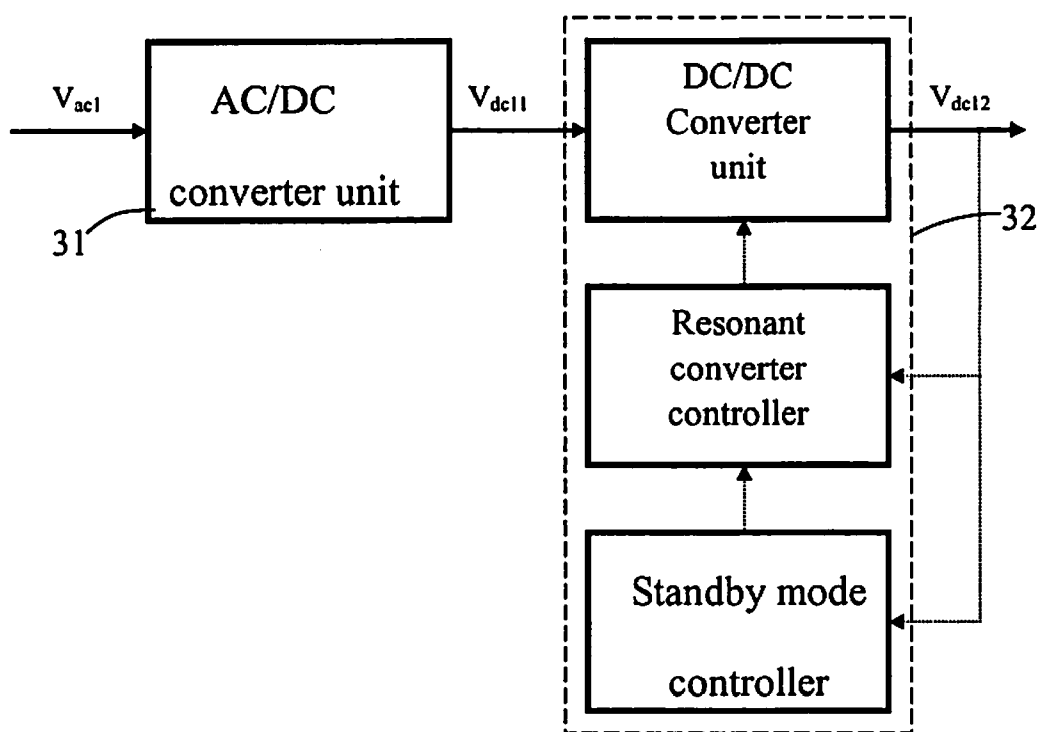 V_ac1
AC/DC
converter unit
31
V_dc11
DC/DC
Converter
unit
V_dc12
32
Resonant
converter
controller
Standby mode
controller